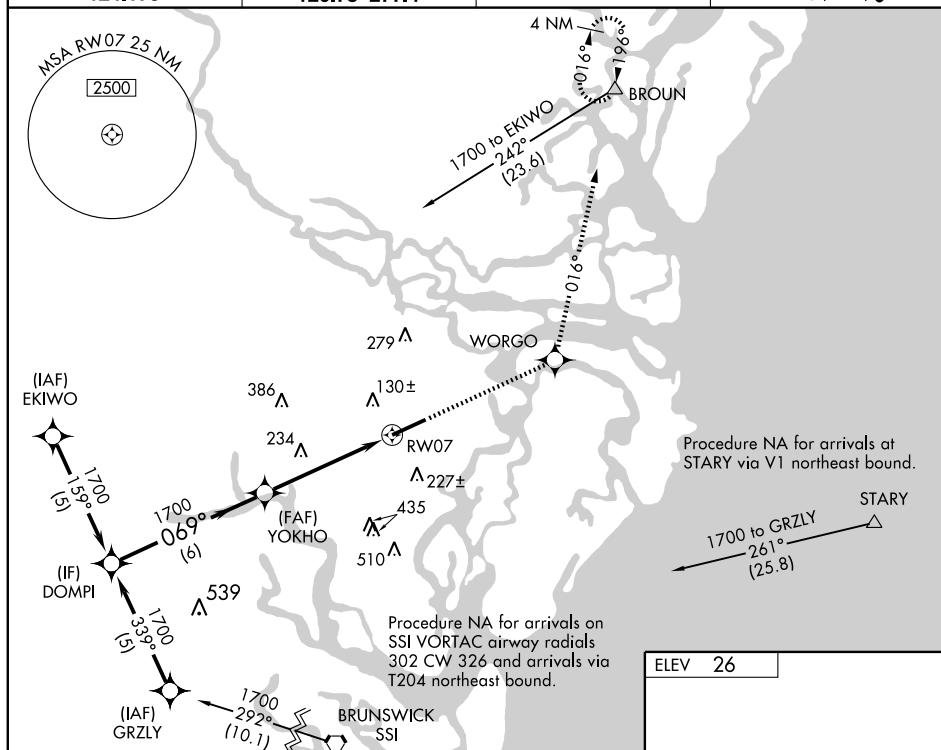 MSA RW07 25 NM
2500
4 NM
016°
196°
BROUN
1700 to EKIWO
242°
(23.6)
016°
WORGO
279
386
130±
234
RW07
227±
435
510
539
(IAF)
EKIWO
1700
159°
(5)
1700
069°
(6)
(FAF)
YOKHO
(IF)
DOMPI
1700
339°
(5)
(IAF)
GRZLY
Procedure NA for arrivals at
STARY via V1 northeast bound.
STARY
1700 to GRZLY
261°
(25.8)
Procedure NA for arrivals on
SSI VORTAC airway radials
302 CW 326 and arrivals via
T204 northeast bound.
1700
292°
(10.1)
BRUNSWICK
SSI
ELEV 26